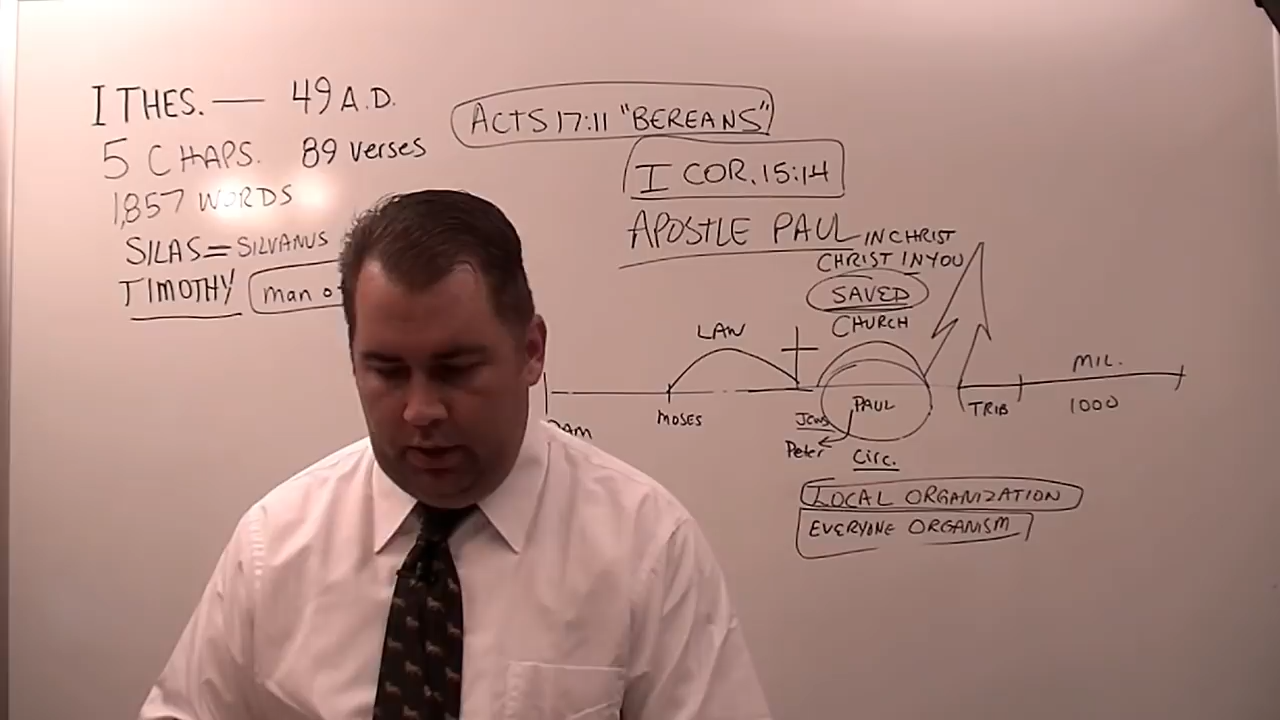 I THES. — 49 A.D.
5 CHAPS. 89 verses
1,857 WORDS
SILAS = SILVANUS
TIMOTHY man o
ACTS 17:11 "BEREANS"
I COR. 15:14
APOSTLE PAUL
IN CHRIST
CHRIST IN YOU
SAVED
CHURCH
LAW
MIL.
MOSES
PAUL
TRIB
1000
Jews
Peter
Circ.
LOCAL ORGANIZATION
EVERYONE ORGANISM